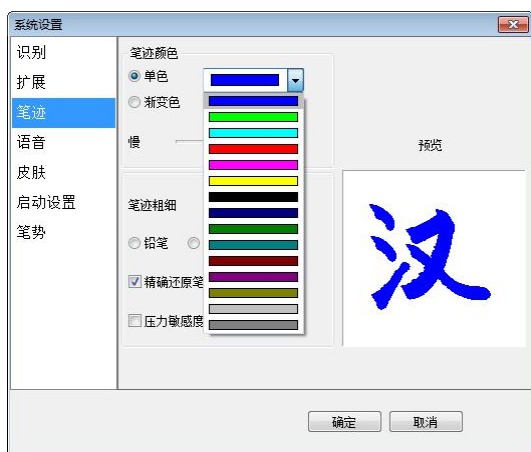 系统设置
识别
扩展
笔迹
语音
皮肤
启动设置
笔势
笔迹颜色
单色
渐变色
慢
笔迹粗细
铅笔
精确还原笔
压力敏感度
预览
汉
确定
取消